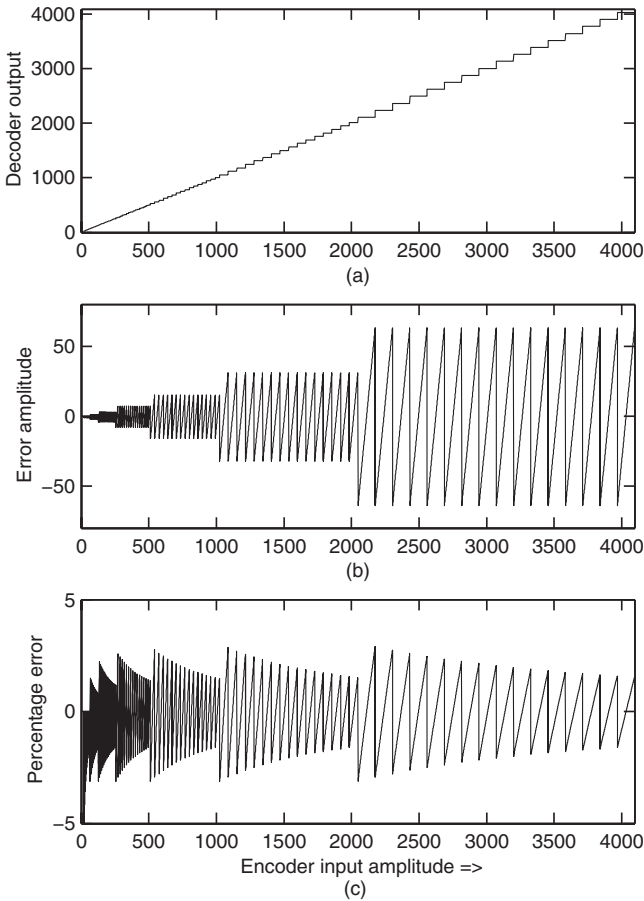 4000
3000
2000
1000
0
Decoder output
0 500 1000 1500 2000 2500 3000 3500 4000
(a)
50
0
−50
Error amplitude
0 500 1000 1500 2000 2500 3000 3500 4000
(b)
5
0
−5
Percentage error
0 500 1000 1500 2000 2500 3000 3500 4000
Encoder input amplitude =>
(c)